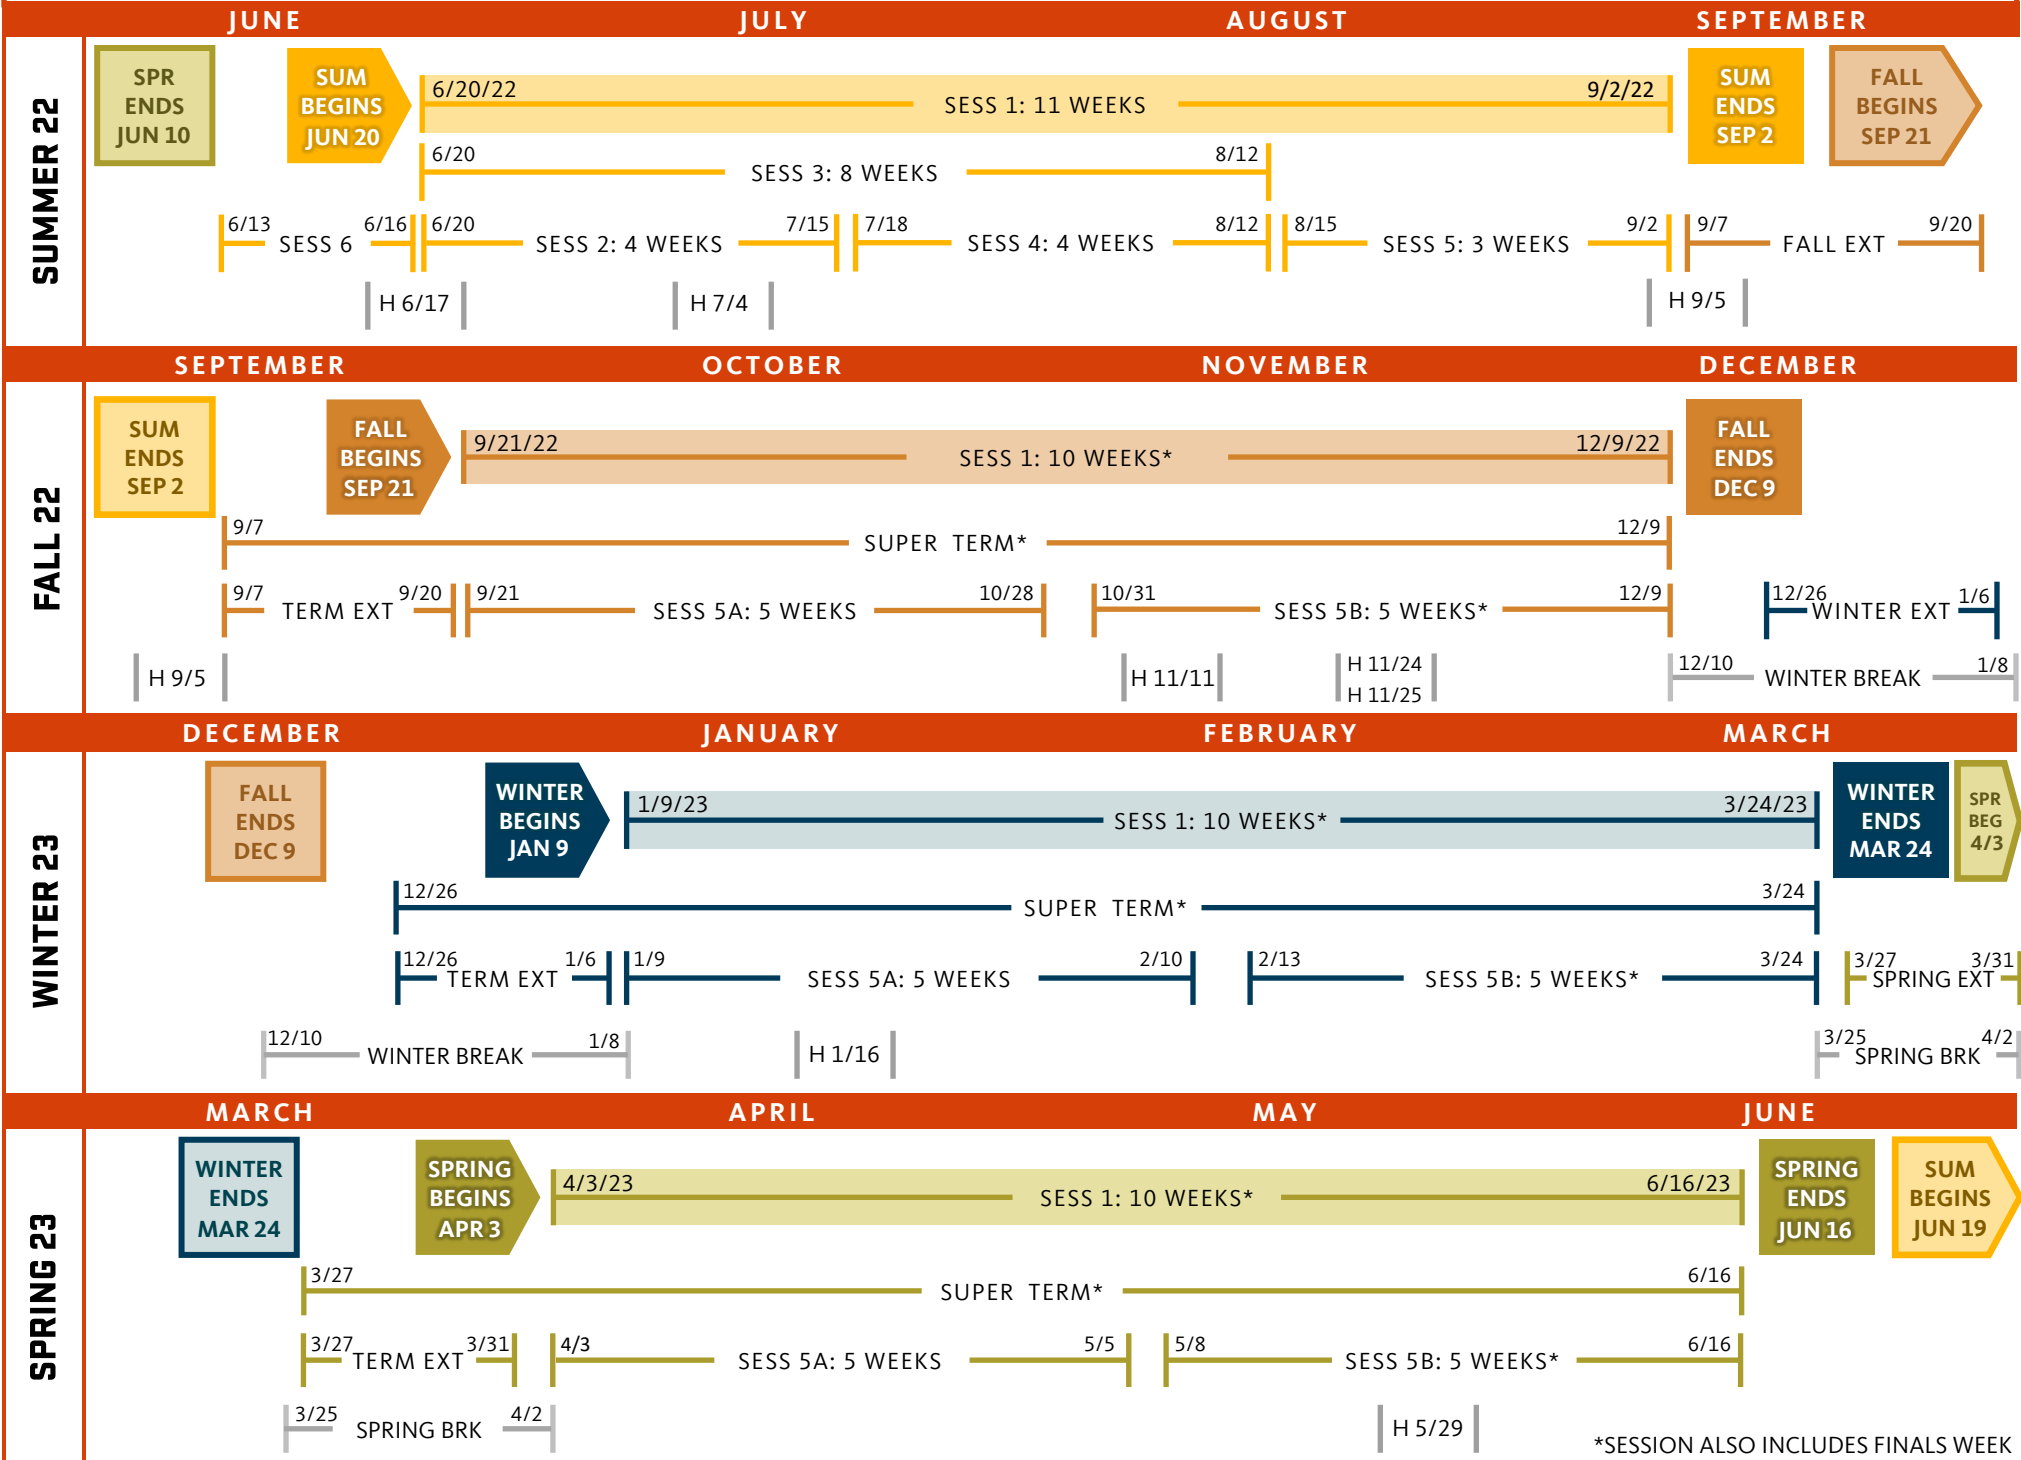 JUNE JULY AUGUST SEPTEMBER
SUMMER 22
SPR
ENDS
JUN 10
SUM
BEGINS
JUN 20
6/20/22 SESS 1: 11 WEEKS 9/2/22
SUM
ENDS
SEP 2
FALL
BEGINS
SEP 21
6/20 SESS 3: 8 WEEKS 8/12
6/13 SESS 6 6/16 6/20 SESS 2: 4 WEEKS 7/15 7/18 SESS 4: 4 WEEKS 8/12 8/15 SESS 5: 3 WEEKS 9/2 9/7 FALL EXT 9/20
H 6/17 H 7/4 H 9/5
SEPTEMBER OCTOBER NOVEMBER DECEMBER
FALL 22
SUM
ENDS
SEP 2
FALL
BEGINS
SEP 21
9/21/22 SESS 1: 10 WEEKS* 12/9/22
FALL
ENDS
DEC 9
9/7 SUPER TERM* 12/9
9/7 TERM EXT 9/20 9/21 SESS 5A: 5 WEEKS 10/28 10/31 SESS 5B: 5 WEEKS* 12/9 12/26 WINTER EXT 1/6
H 9/5 H 11/11 H 11/24
H 11/25
12/10 WINTER BREAK 1/8
DECEMBER JANUARY FEBRUARY MARCH
WINTER 23
FALL
ENDS
DEC 9
WINTER
BEGINS
JAN 9
1/9/23 SESS 1: 10 WEEKS* 3/24/23
WINTER
ENDS
MAR 24
SPR
BEG
4/3
12/26 SUPER TERM* 3/24
12/26 TERM EXT 1/6 1/9 SESS 5A: 5 WEEKS 2/10 2/13 SESS 5B: 5 WEEKS* 3/24 3/27 SPRING EXT 3/31
12/10 WINTER BREAK 1/8 H 1/16 3/25 SPRING BRK 4/2
MARCH APRIL MAY JUNE
SPRING 23
WINTER
ENDS
MAR 24
SPRING
BEGINS
APR 3
4/3/23 SESS 1: 10 WEEKS* 6/16/23
SPRING
ENDS
JUN 16
SUM
BEGINS
JUN 19
3/27 SUPER TERM* 6/16
3/27 TERM EXT 3/31 4/3 SESS 5A: 5 WEEKS 5/5 5/8 SESS 5B: 5 WEEKS* 6/16
3/25 SPRING BRK 4/2 H 5/29
*SESSION ALSO INCLUDES FINALS WEEK